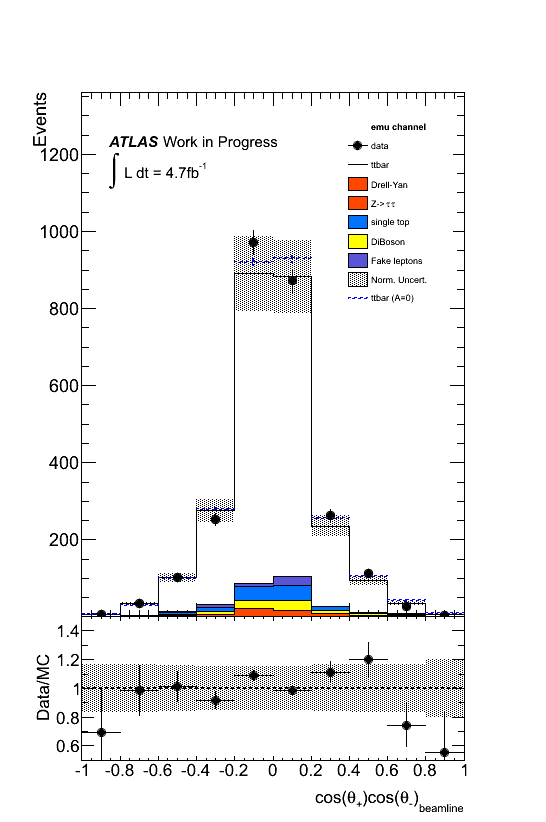 Events
1200
1000
800
600
400
200
ATLAS Work in Progress
∫ L dt = 4.7fb⁻¹
emu channel
data
ttbar
Drell-Yan
Z->ττ
single top
DiBoson
Fake leptons
Norm. Uncert.
ttbar (A=0)
Data/MC
1.4
1.2
1
0.8
0.6
-1 -0.8 -0.6 -0.4 -0.2 0 0.2 0.4 0.6 0.8 1
cos(θ₊)cos(θ₋)beamline